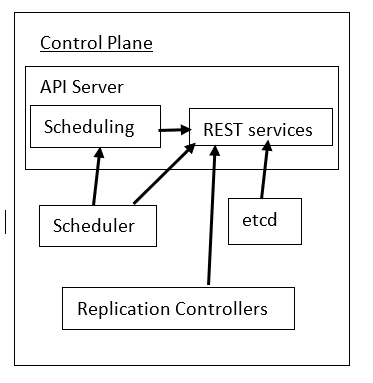 Control Plane
API Server
Scheduling
REST services
Scheduler
etcd
Replication Controllers